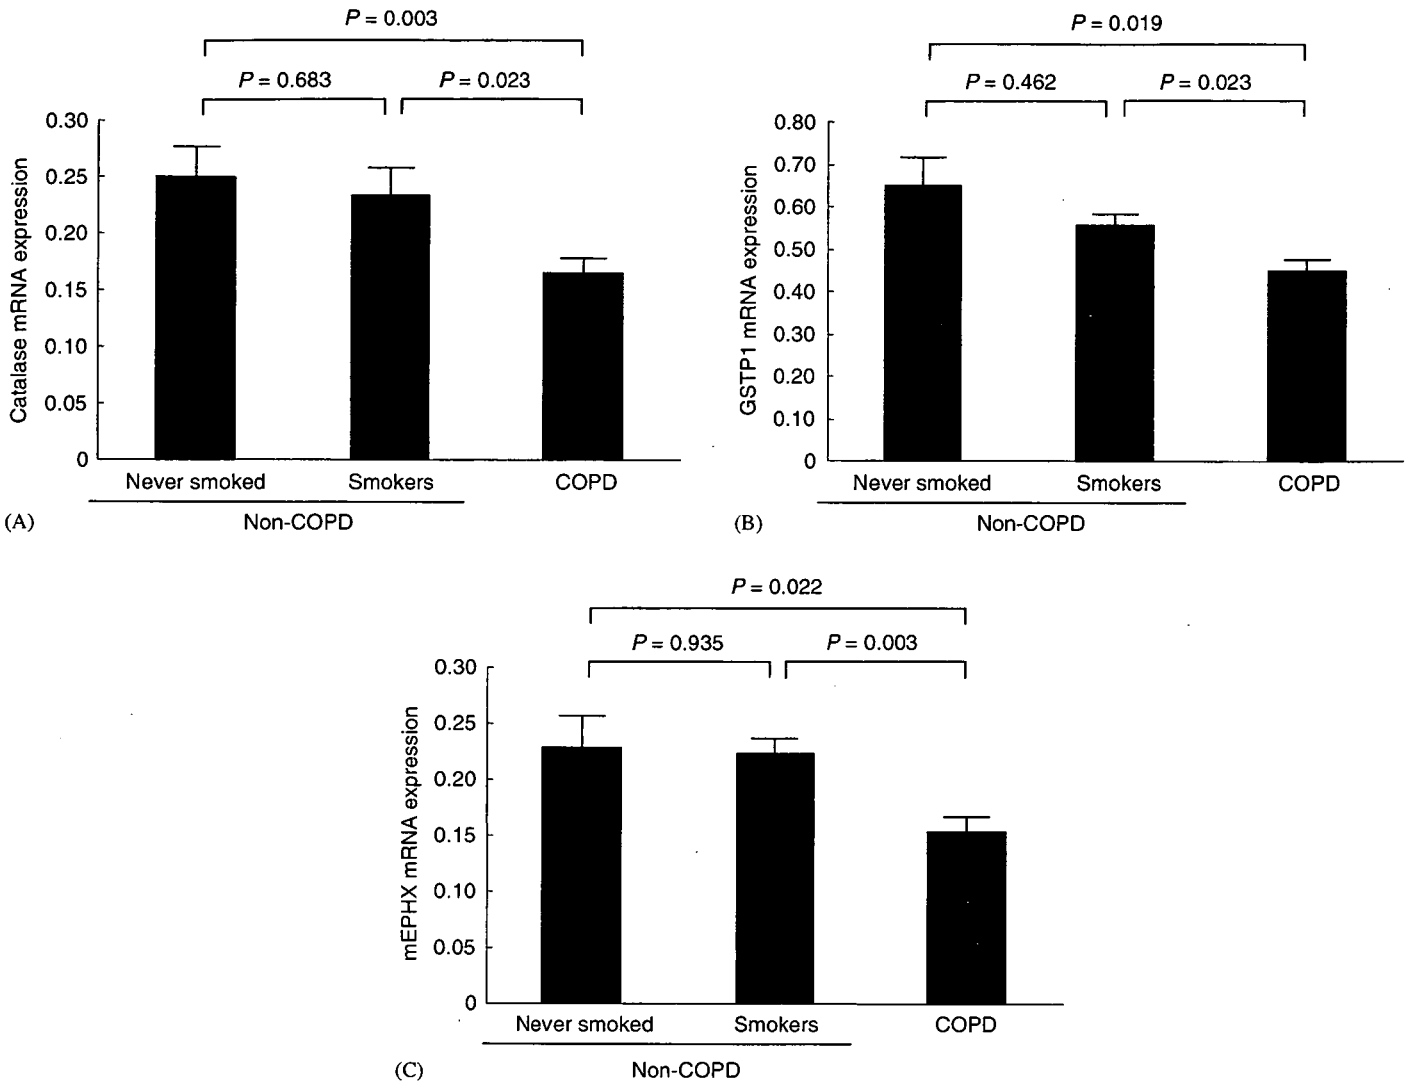 P = 0.003
P = 0.683
P = 0.023
Catalase mRNA expression
0.30
0.25
0.20
0.15
0.10
0.05
0
Never smoked
Smokers
COPD
Non-COPD
(A)
P = 0.019
P = 0.462
P = 0.023
GSTP1 mRNA expression
0.80
0.70
0.60
0.50
0.40
0.30
0.20
0.10
0
Never smoked
Smokers
COPD
Non-COPD
(B)
P = 0.022
P = 0.935
P = 0.003
mEPHX mRNA expression
0.30
0.25
0.20
0.15
0.10
0.05
0
Never smoked
Smokers
COPD
Non-COPD
(C)